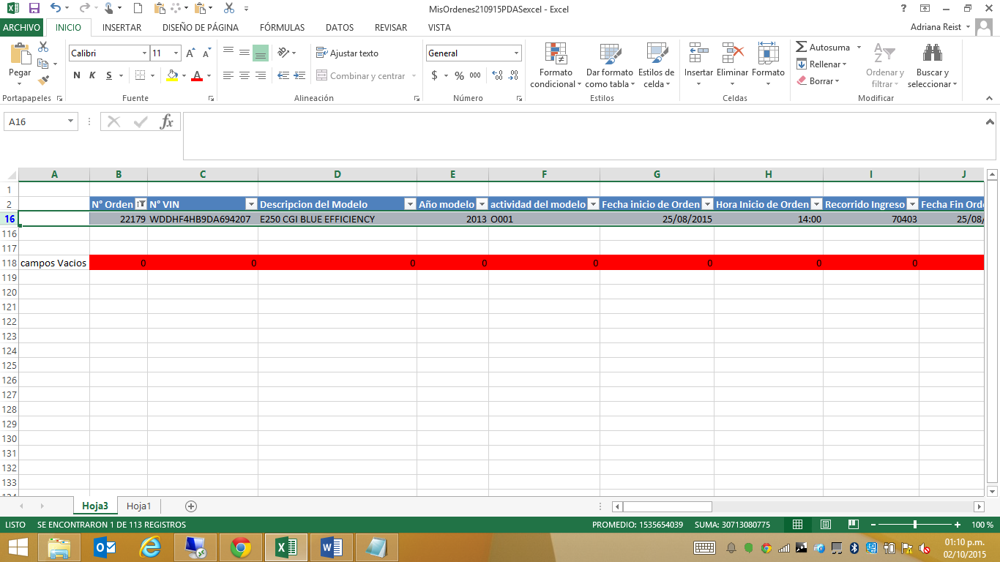 MisOrdenes210915PDASexcel - Excel
ARCHIVO INICIO INSERTAR DISEÑO DE PÁGINA FÓRMULAS DATOS REVISAR VISTA Adriana Reist
Pegar
Portapapeles
Calibri 11
N K S
Fuente
Ajustar texto
Combinar y centrar
Alineación
General
$ % 000
Número
Formato condicional
Dar formato como tabla
Estilos de celda
Estilos
Insertar Eliminar Formato
Celdas
Autosuma
Rellenar
Borrar
Ordenar y filtrar
Buscar y seleccionar
Modificar
A16 fx
A B C D E F G H I J
1
2 N° Orden N° VIN Descripcion del Modelo Año modelo actividad del modelo Fecha inicio de Orden Hora Inicio de Orden Recorrido Ingreso Fecha Fin Orde
16 22179 WDDHF4HB9DA694207 E250 CGI BLUE EFFICIENCY 2013 O001 25/08/2015 14:00 70403 25/08/
116
117
118 campos Vacios 0 0 0 0 0 0 0 0
119
120
121
122
123
124
125
126
127
128
129
130
131
132
133
Hoja3 Hoja1
LISTO SE ENCONTRARON 1 DE 113 REGISTROS PROMEDIO: 1535654039 SUMA: 30713080775 100 %
01:10 p.m.
02/10/2015